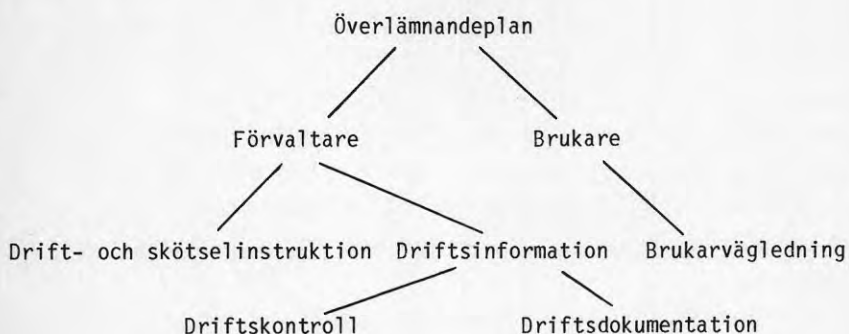 Överlämnandeplan
Förvaltare Brukare
Drift- och skötselinstruktion Driftsinformation Brukarvägledning
Driftskontroll Driftsdokumentation